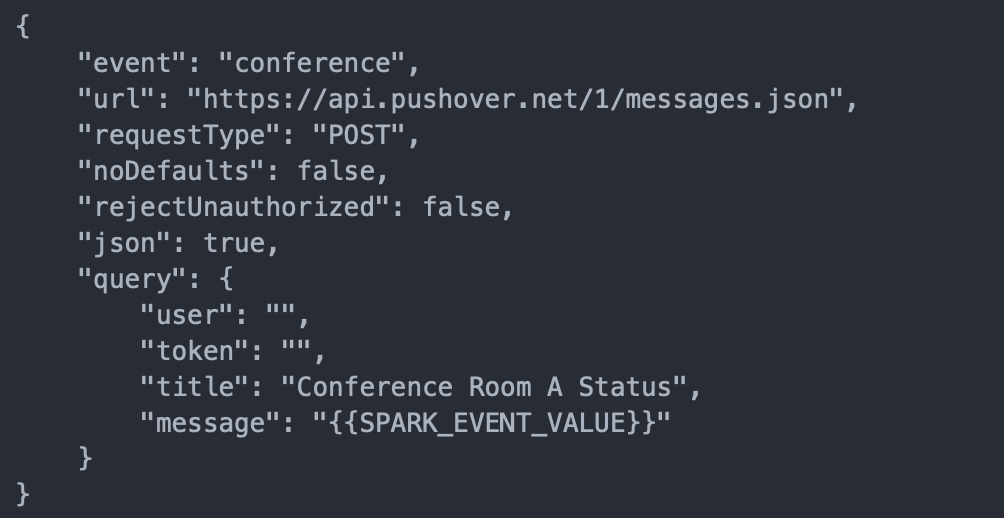 {
    "event": "conference",
    "url": "https://api.pushover.net/1/messages.json",
    "requestType": "POST",
    "noDefaults": false,
    "rejectUnauthorized": false,
    "json": true,
    "query": {
        "user": "",
        "token": "",
        "title": "Conference Room A Status",
        "message": "{{SPARK_EVENT_VALUE}}"
    }
}